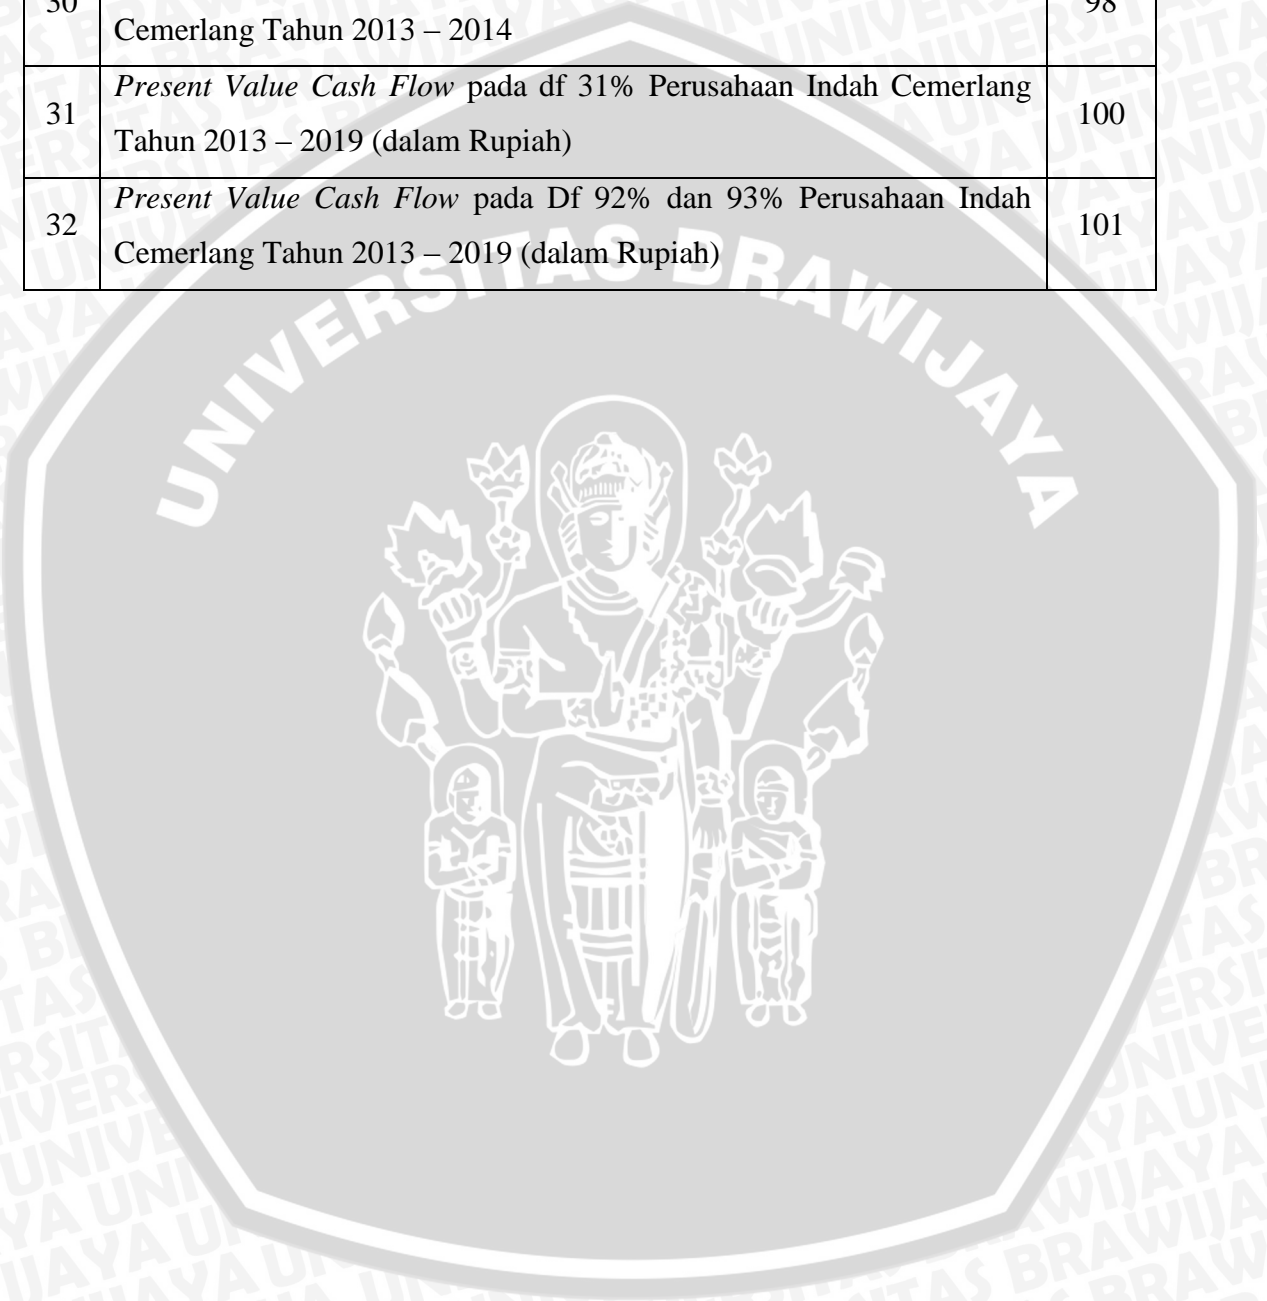 30
Cemerlang Tahun 2013 – 2014
98
31
Present Value Cash Flow pada df 31% Perusahaan Indah Cemerlang
Tahun 2013 – 2019 (dalam Rupiah)
100
32
Present Value Cash Flow pada Df 92% dan 93% Perusahaan Indah
Cemerlang Tahun 2013 – 2019 (dalam Rupiah)
101
UNIVERSITAS BRAWIJAYA